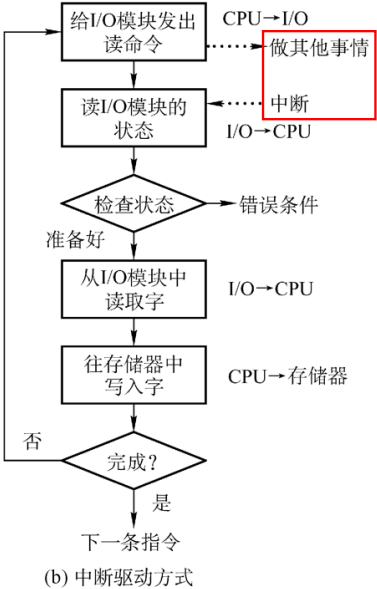 给I/O模块发出
读命令
CPU→I/O
做其他事情
读I/O模块的
状态
中断
I/O→CPU
检查状态
错误条件
准备好
从I/O模块中
读取字
I/O→CPU
往存储器中
写入字
CPU→存储器
否
完成?
是
下一条指令
(b) 中断驱动方式